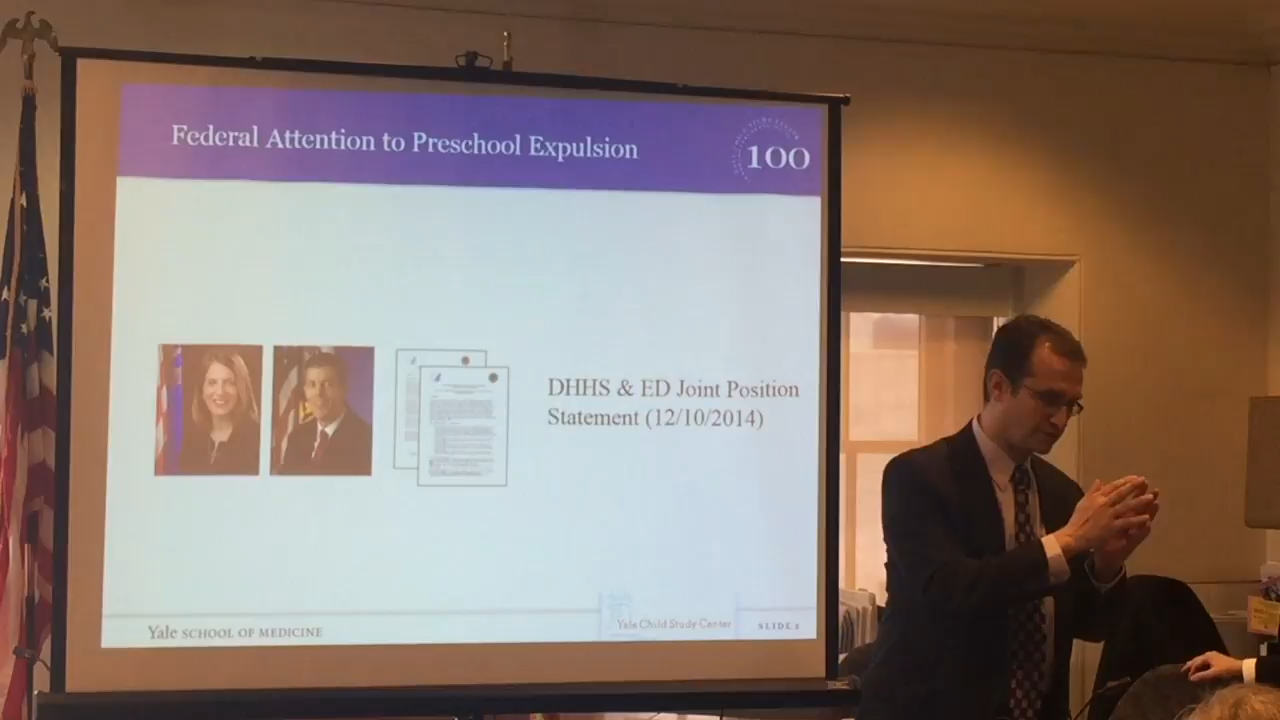 Federal Attention to Preschool Expulsion
100
DHHS & ED Joint Position
Statement (12/10/2014)
Yale SCHOOL OF MEDICINE
Yale Child Study Center
SLIDE